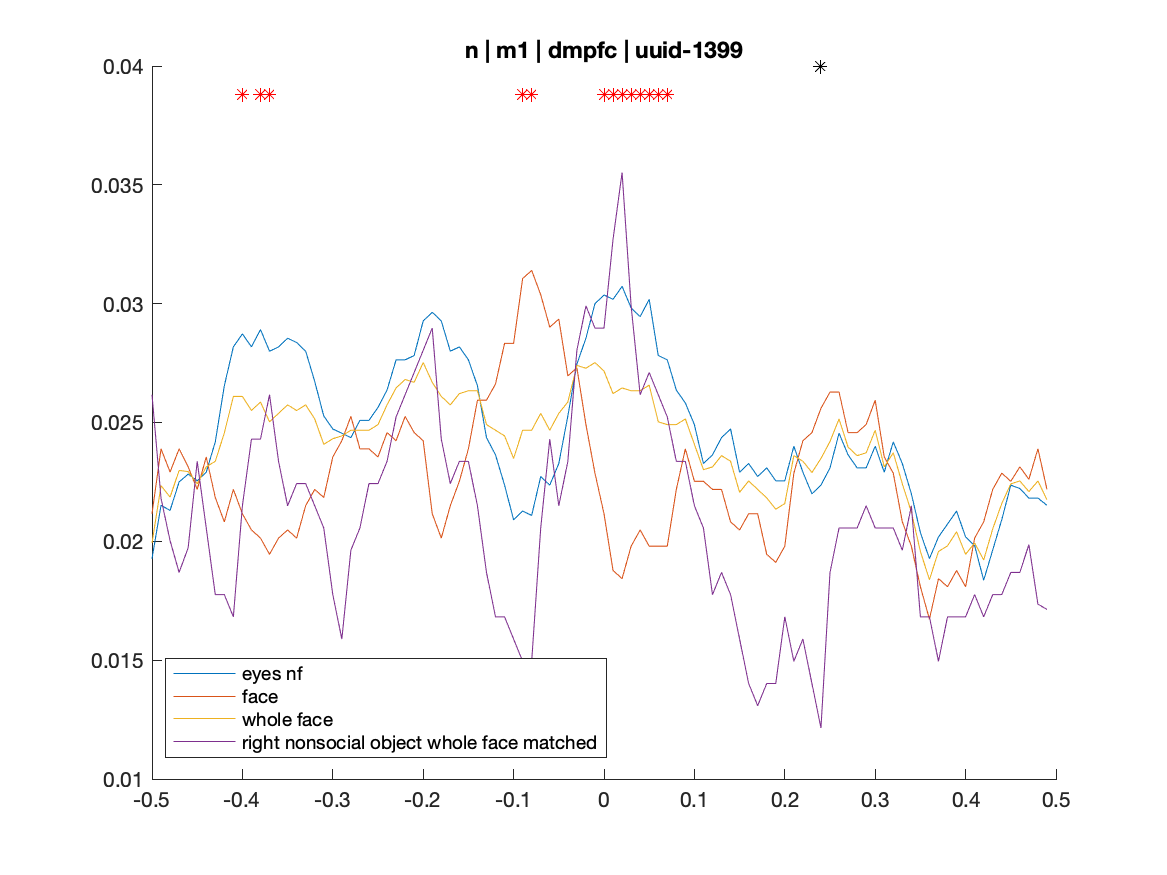 n | m1 | dmpfc | uuid-1399
0.04
0.035
0.03
0.025
0.02
0.015
0.01
eyes nf
face
whole face
right nonsocial object whole face matched
-0.5 -0.4 -0.3 -0.2 -0.1 0 0.1 0.2 0.3 0.4 0.5